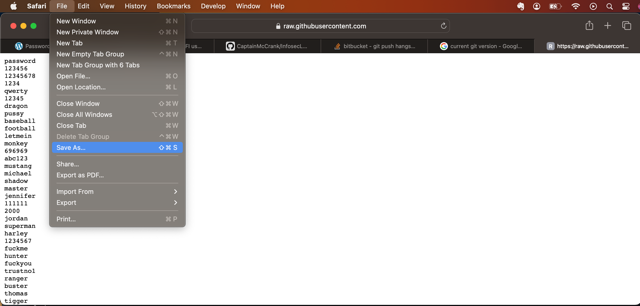 Safari File Edit View History Bookmarks Develop Window Help
raw.githubusercontent.com
Password
Fi us...
CaptainMcCrank/Infosecl...
bitbucket - git push hangs...
current git version - Googl...
R https://raw.githubusercont...
New Window ⌘ N
New Private Window ⇧ ⌘ N
New Tab ⌘ T
New Empty Tab Group ^ ⌘ N
New Tab Group with 6 Tabs
Open File... ⌘ O
Open Location... ⌘ L
Close Window ⇧ ⌘ W
Close All Windows ⌥ ⇧ ⌘ W
Close Tab ⌘ W
Delete Tab Group ^ ⌘ W
Save As... ⇧ ⌘ S
Share...
Export as PDF...
Import From >
Export >
Print... ⌘ P
password
123456
12345678
1234
qwerty
12345
dragon
pussy
baseball
football
letmein
monkey
696969
abc123
mustang
michael
shadow
master
jennifer
111111
2000
jordan
superman
harley
1234567
fuckme
hunter
fuckyou
trustno1
ranger
buster
thomas
tigger